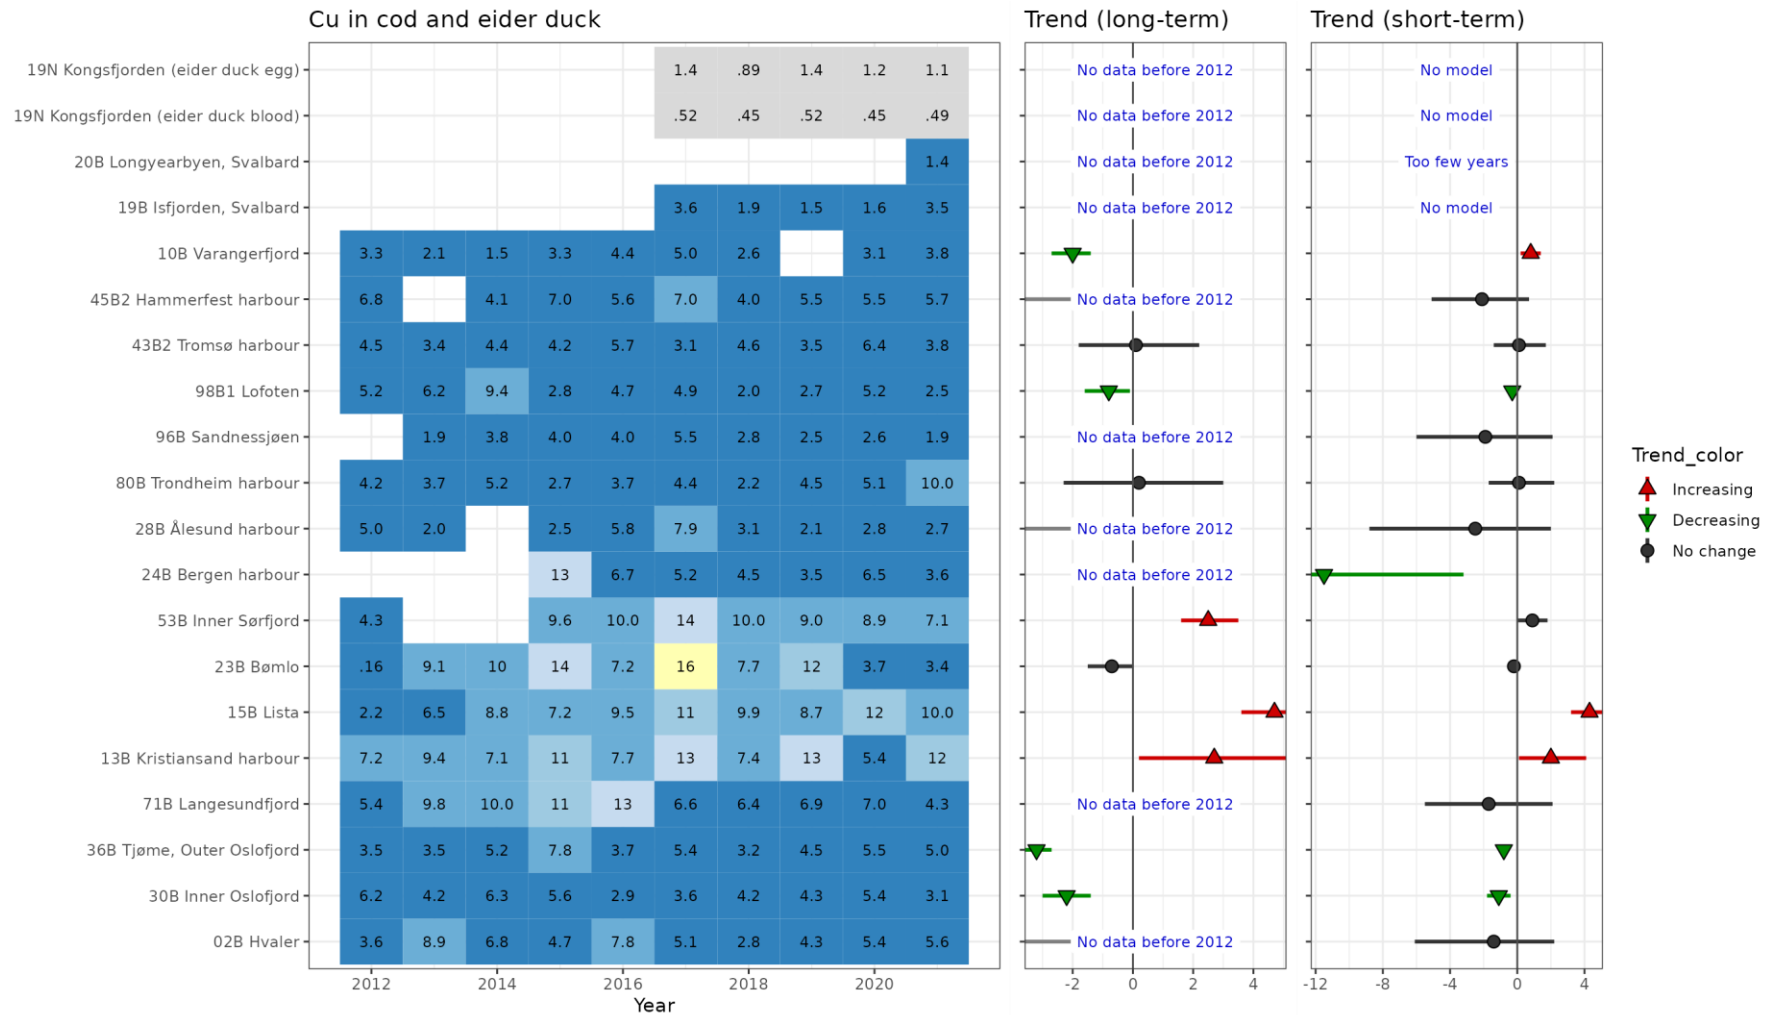 Cu in cod and eider duck Trend (long-term) Trend (short-term)
19N Kongsfjorden (eider duck egg) 1.4 .89 1.4 1.2 1.1 No data before 2012 No model
19N Kongsfjorden (eider duck blood) .52 .45 .52 .45 .49 No data before 2012 No model
20B Longyearbyen, Svalbard 1.4 No data before 2012 Too few years
19B Isfjorden, Svalbard 3.6 1.9 1.5 1.6 3.5 No data before 2012 No model
10B Varangerfjord 3.3 2.1 1.5 3.3 4.4 5.0 2.6 3.1 3.8
45B2 Hammerfest harbour 6.8 4.1 7.0 5.6 7.0 4.0 5.5 5.5 5.7 No data before 2012
43B2 Tromsø harbour 4.5 3.4 4.4 4.2 5.7 3.1 4.6 3.5 6.4 3.8
98B1 Lofoten 5.2 6.2 9.4 2.8 4.7 4.9 2.0 2.7 5.2 2.5
96B Sandnessjøen 1.9 3.8 4.0 4.0 5.5 2.8 2.5 2.6 1.9 No data before 2012
80B Trondheim harbour 4.2 3.7 5.2 2.7 3.7 4.4 2.2 4.5 5.1 10.0
28B Ålesund harbour 5.0 2.0 2.5 5.8 7.9 3.1 2.1 2.8 2.7 No data before 2012
24B Bergen harbour 13 6.7 5.2 4.5 3.5 6.5 3.6 No data before 2012
53B Inner Sørfjord 4.3 9.6 10.0 14 10.0 9.0 8.9 7.1
23B Bømlo .16 9.1 10 14 7.2 16 7.7 12 3.7 3.4
15B Lista 2.2 6.5 8.8 7.2 9.5 11 9.9 8.7 12 10.0
13B Kristiansand harbour 7.2 9.4 7.1 11 7.7 13 7.4 13 5.4 12
71B Langesundfjord 5.4 9.8 10.0 11 13 6.6 6.4 6.9 7.0 4.3 No data before 2012
36B Tjøme, Outer Oslofjord 3.5 3.5 5.2 7.8 3.7 5.4 3.2 4.5 5.5 5.0
30B Inner Oslofjord 6.2 4.2 6.3 5.6 2.9 3.6 4.2 4.3 5.4 3.1
02B Hvaler 3.6 8.9 6.8 4.7 7.8 5.1 2.8 4.3 5.4 5.6 No data before 2012
2012 2014 2016 2018 2020 -2 0 2 4 -12 -8 -4 0 4
Year
Trend_color
Increasing
Decreasing
No change